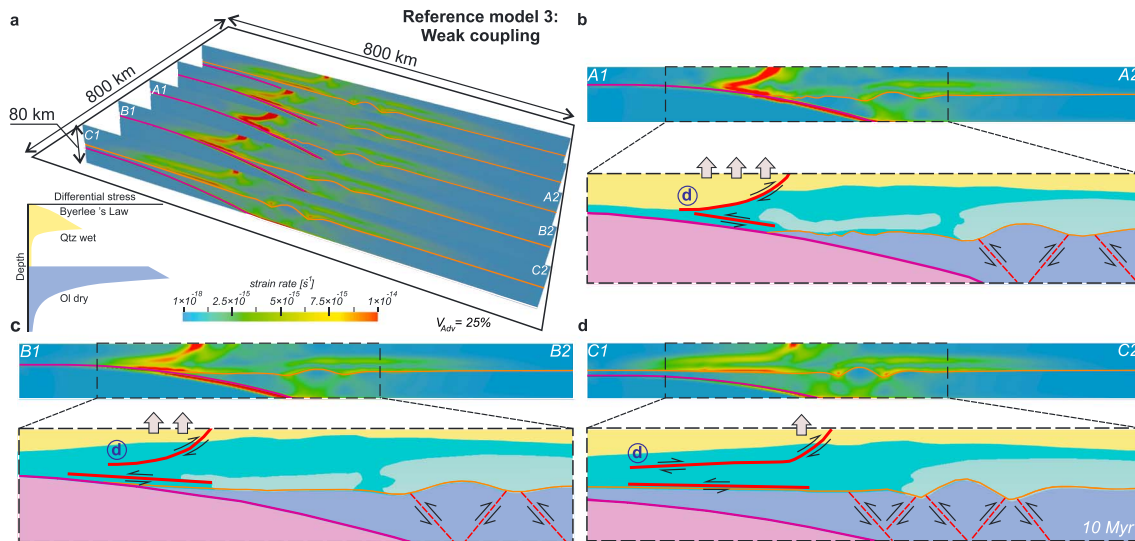 a
Reference model 3:
Weak coupling
800 km
800 km
80 km
A1
B1
C1
A2
B2
C2
Differential stress
Byerlee 's Law
Qtz wet
Depth
Ol dry
strain rate [s⁻¹]
1×10⁻¹⁸ 2.5×10⁻¹⁵ 5×10⁻¹⁵ 7.5×10⁻¹⁵ 1×10⁻¹⁴
V_Adv = 25%
b
A1 A2
d
c
B1 B2
d
d
C1 C2
d
10 Myr